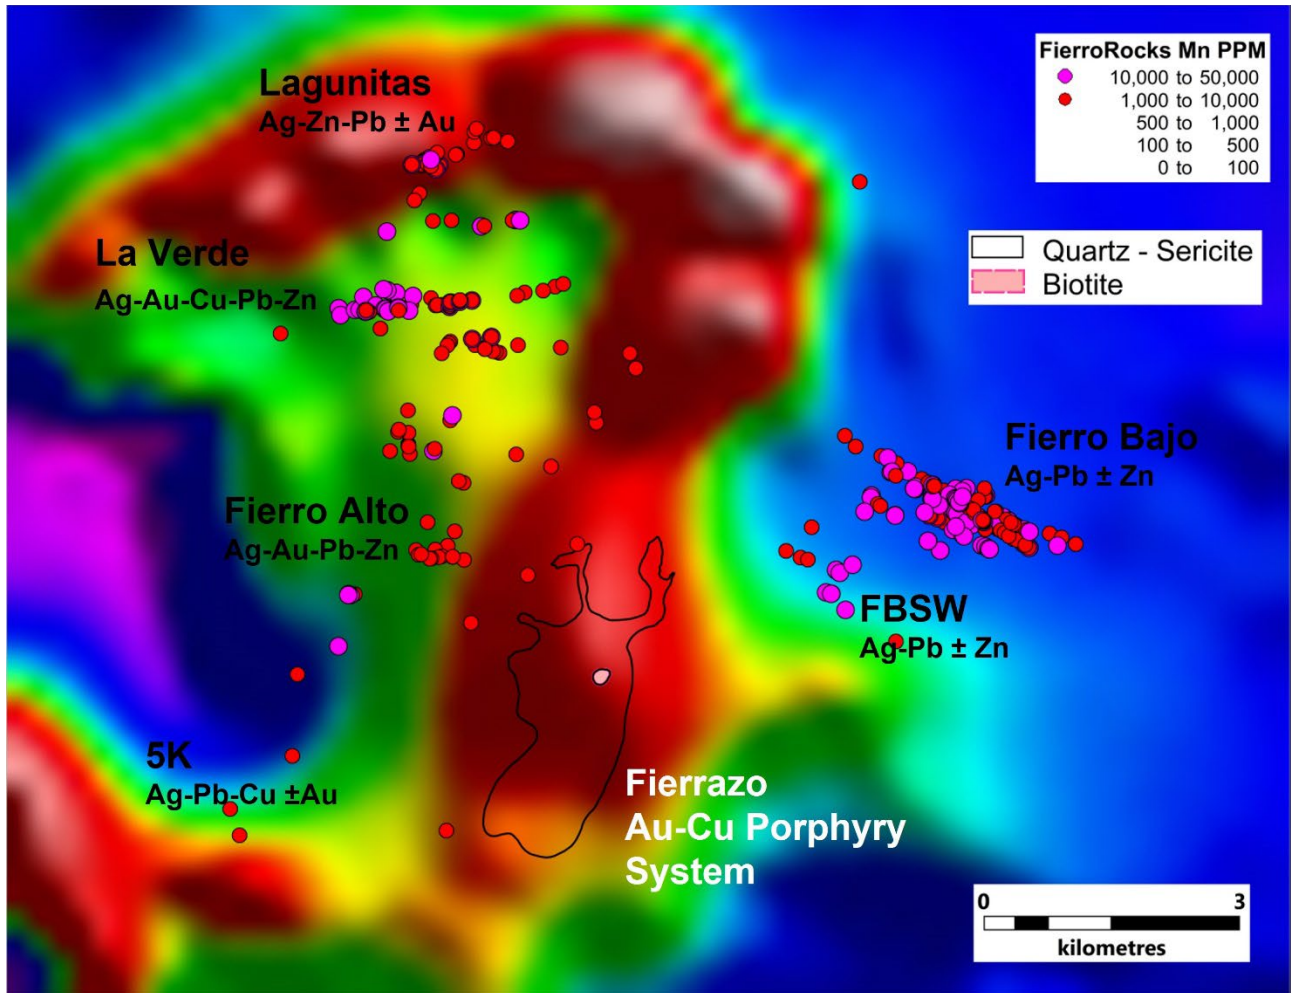 Lagunitas
Ag-Zn-Pb ± Au
La Verde
Ag-Au-Cu-Pb-Zn
Fierro Alto
Ag-Au-Pb-Zn
5K
Ag-Pb-Cu ±Au
Fierrazo
Au-Cu Porphyry
System
Fierro Bajo
Ag-Pb ± Zn
FBSW
Ag-Pb ± Zn
FierroRocks Mn PPM
10,000 to 50,000
1,000 to 10,000
500 to 1,000
100 to 500
0 to 100
Quartz - Sericite
Biotite
0 3
kilometres